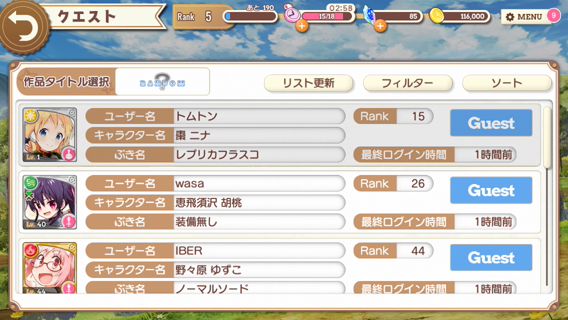 クエスト
Rank 5
あと 190
15/18
02:58
85
116,000
MENU
9
作品タイトル選択
RANDOM
?
リスト更新
フィルター
ソート
ユーザー名 トムトン Rank 15
キャラクター名 棗 ニナ
ぶき名 レプリカフラスコ 最終ログイン時間 1時間前
Lv. 1
Guest
ユーザー名 wasa Rank 26
キャラクター名 恵飛須沢 胡桃
ぶき名 装備無し 最終ログイン時間 1時間前
Lv. 40
Guest
ユーザー名 IBER Rank 44
キャラクター名 野々原 ゆずこ
ぶき名 ノーマルソード 最終ログイン時間 1時間前
Guest